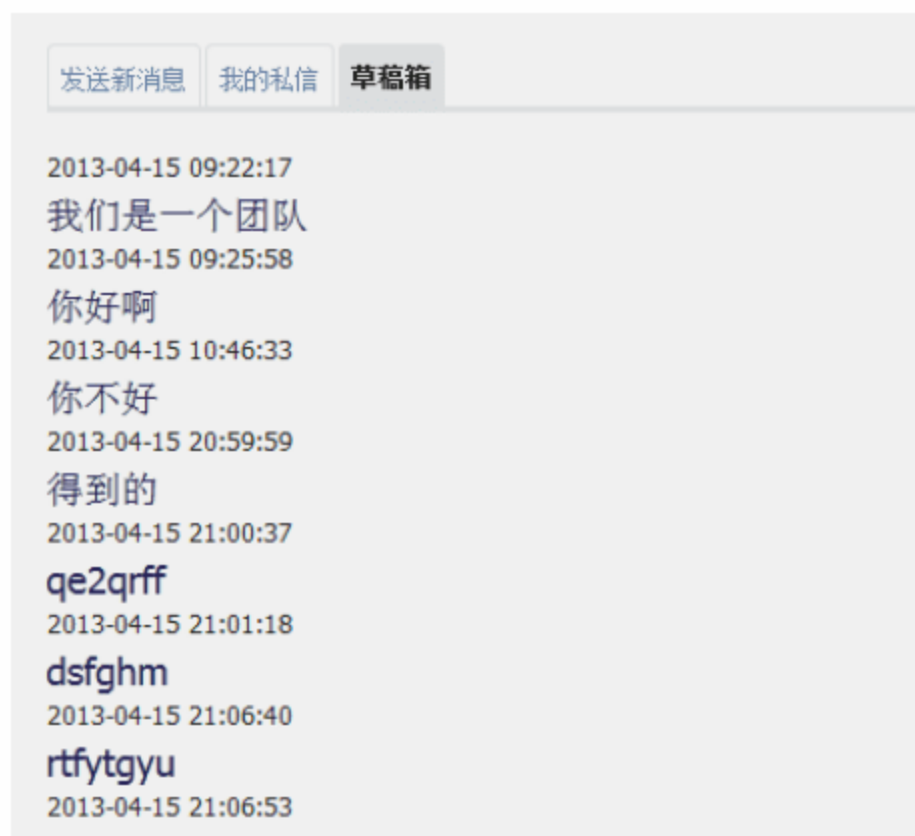 发送新消息 我的私信 草稿箱
2013-04-15 09:22:17
我们是一个团队
2013-04-15 09:25:58
你好啊
2013-04-15 10:46:33
你不好
2013-04-15 20:59:59
得到的
2013-04-15 21:00:37
qe2qrff
2013-04-15 21:01:18
dsfghm
2013-04-15 21:06:40
rtfytgyu
2013-04-15 21:06:53